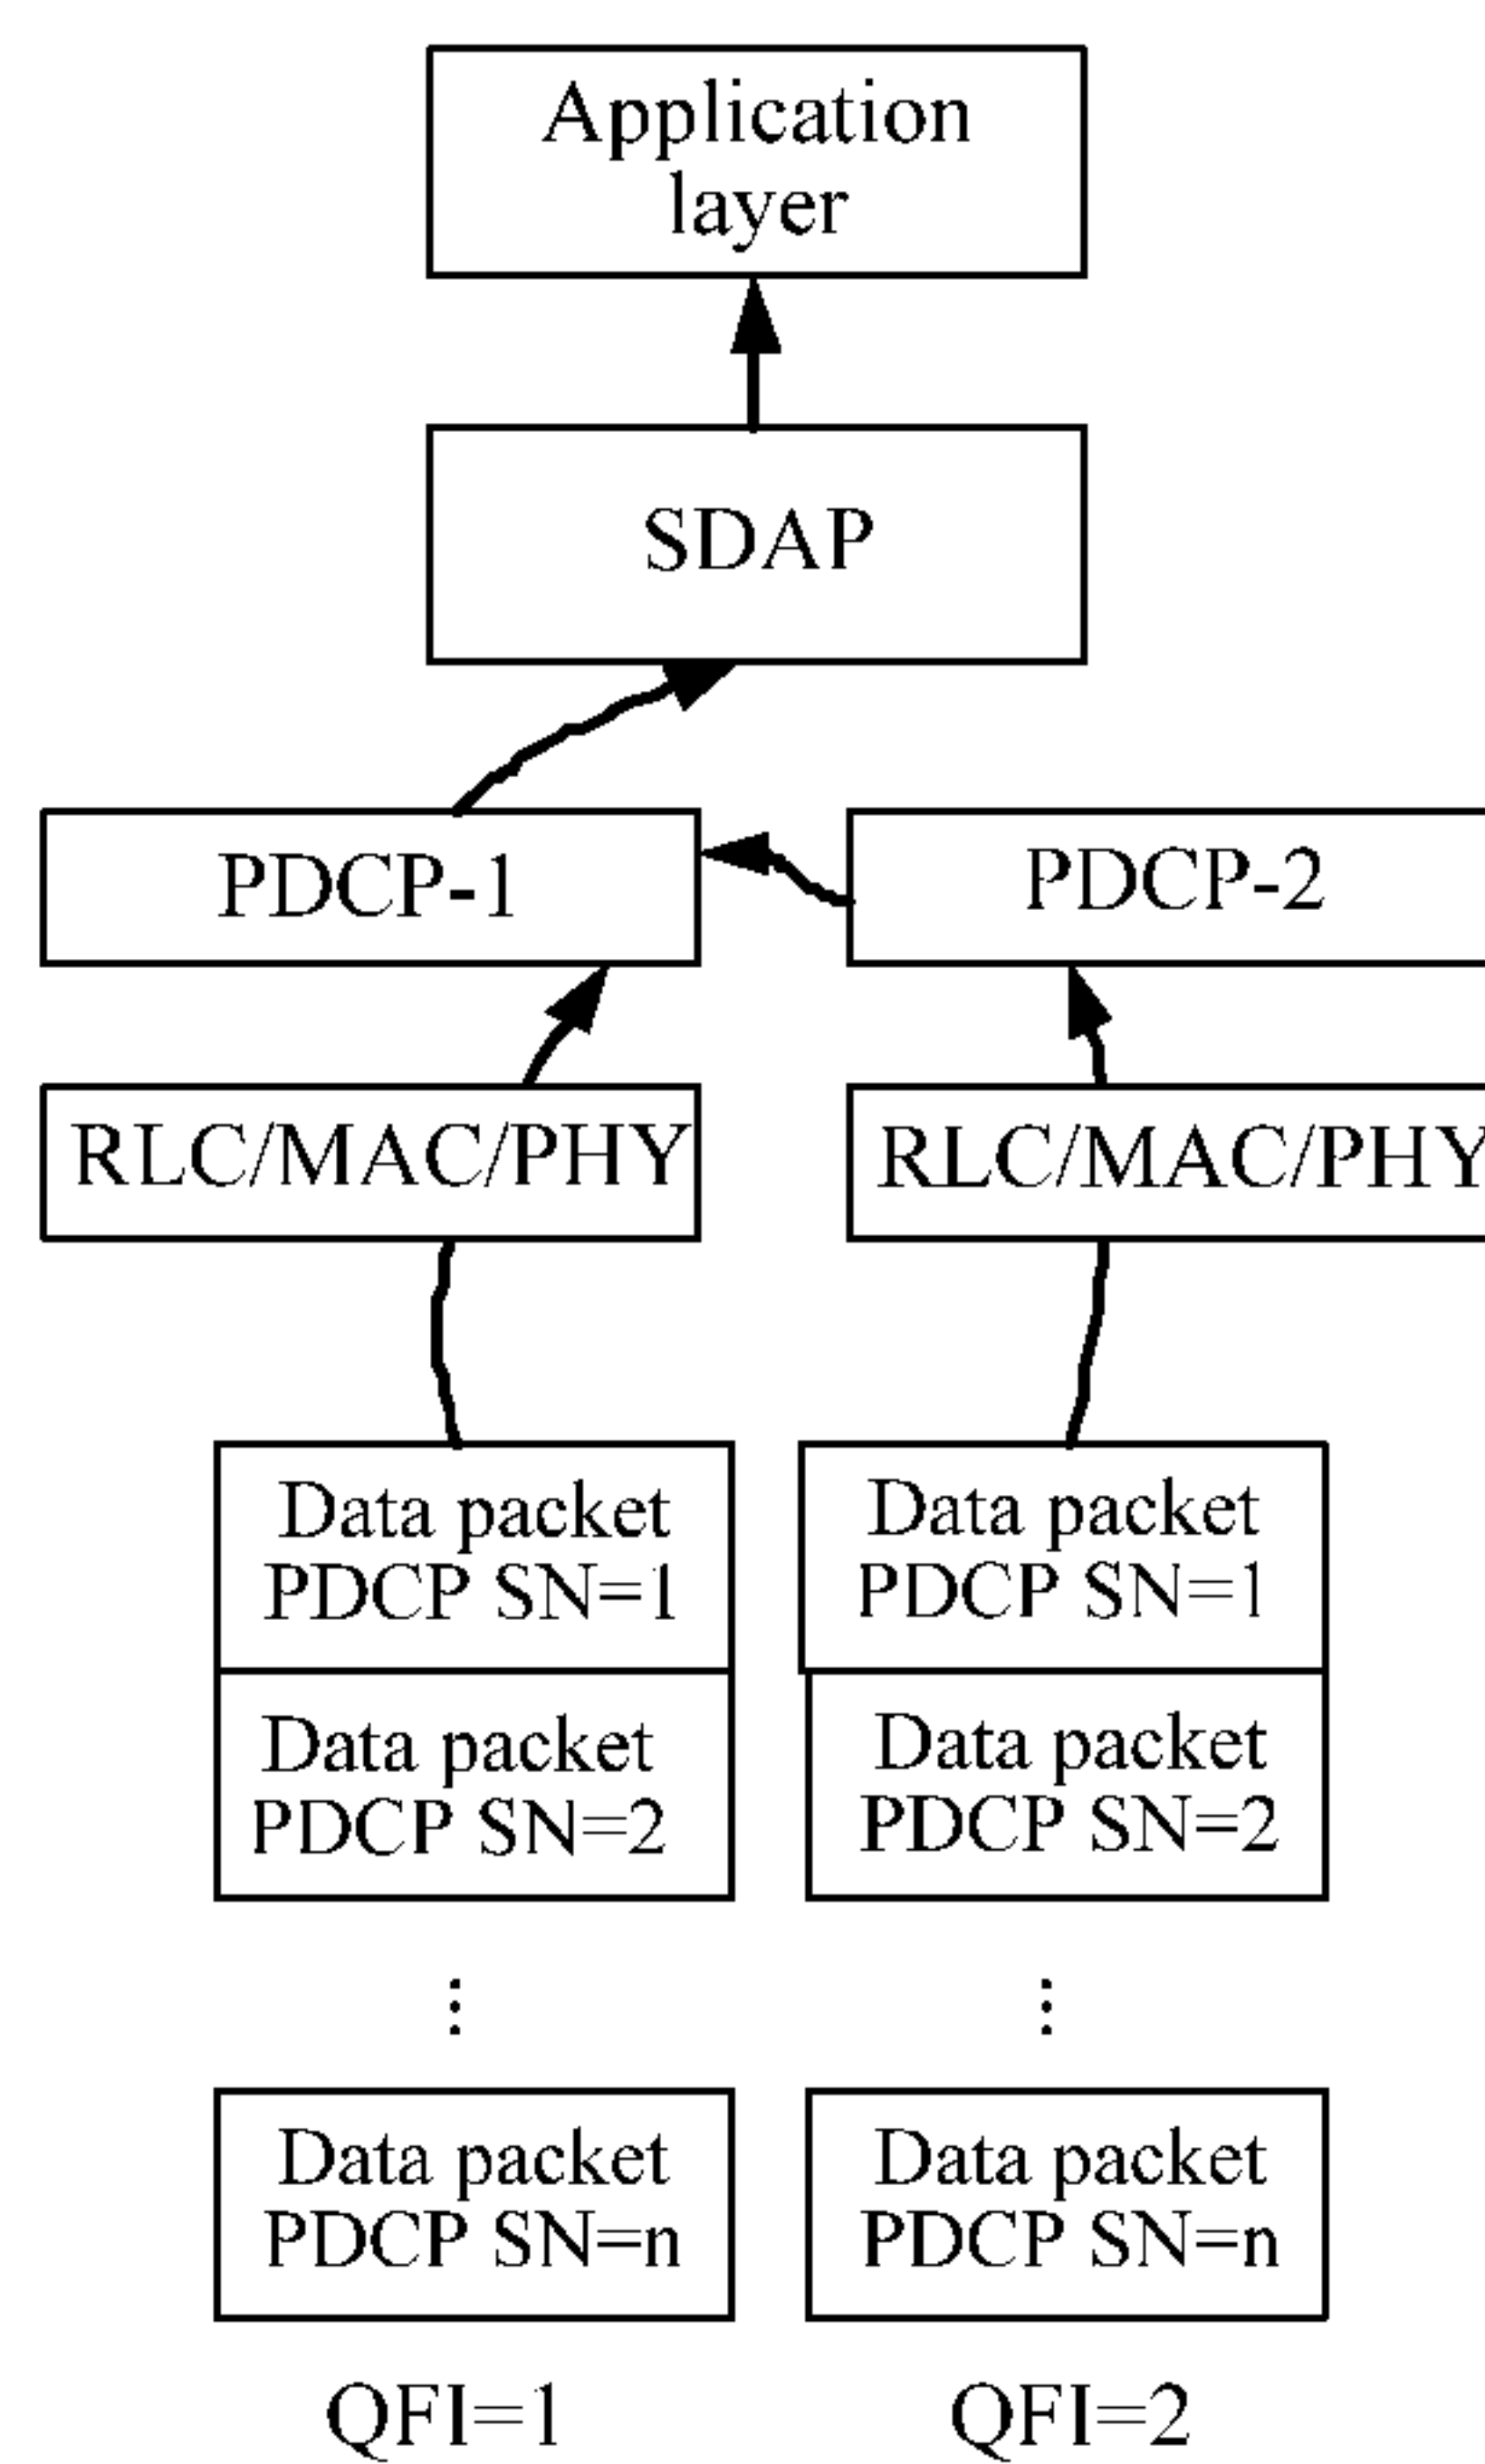 Application
layer
SDAP
PDCP-1
PDCP-2
RLC/MAC/PHY
RLC/MAC/PHY
Data packet
PDCP SN=1
Data packet
PDCP SN=1
Data packet
PDCP SN=2
Data packet
PDCP SN=2
⋮
⋮
Data packet
PDCP SN=n
Data packet
PDCP SN=n
QFI=1
QFI=2